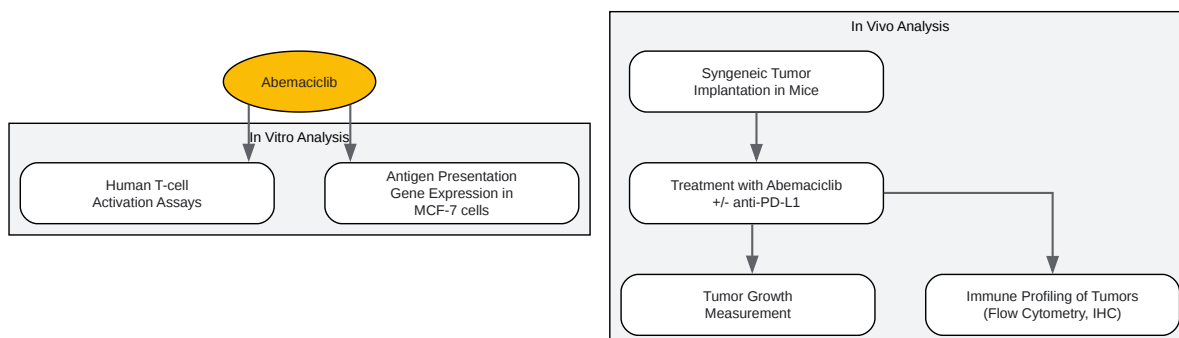 Abemaciclib
In Vitro Analysis
Human T-cell
Activation Assays
Antigen Presentation
Gene Expression in
MCF-7 cells
In Vivo Analysis
Syngeneic Tumor
Implantation in Mice
Treatment with Abemaciclib
+/- anti-PD-L1
Tumor Growth
Measurement
Immune Profiling of Tumors
(Flow Cytometry, IHC)